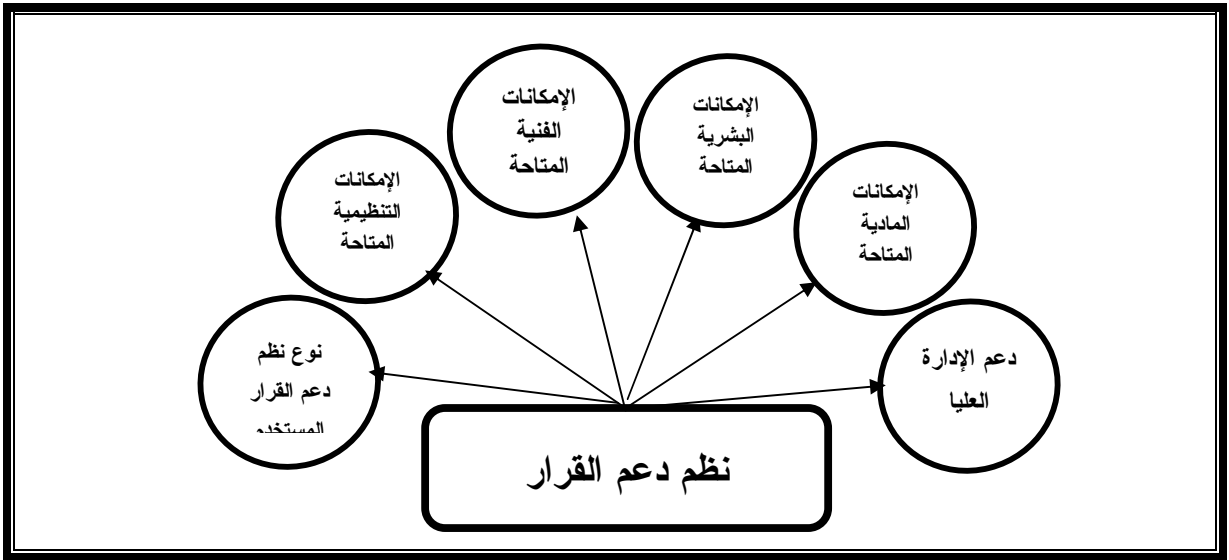 الإمكانات
الفنية
المتاحة
الإمكانات
البشرية
المتاحة
الإمكانات
التنظيمية
المتاحة
الإمكانات
المادية
المتاحة
نوع نظم
دعم القرار
المستخدم
دعم الإدارة
العليا
نظم دعم القرار